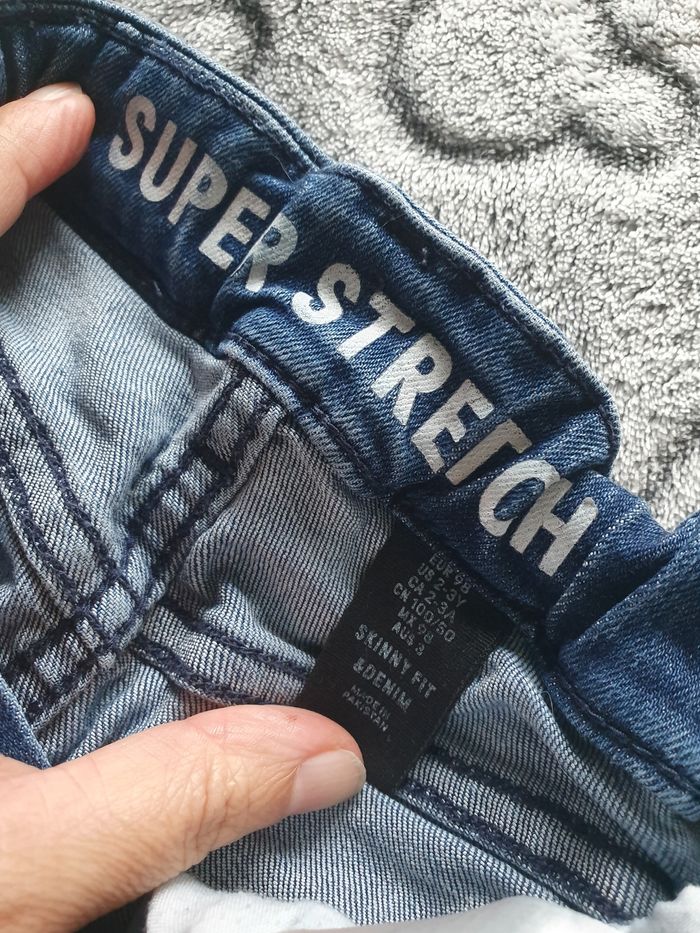 SUPER STRETCH
EUR 98
US 2-3Y
CA 2-3A
CN 100/50
MX 98
AUS 3
SKINNY FIT
&DENIM
MADE IN
PAKISTAN